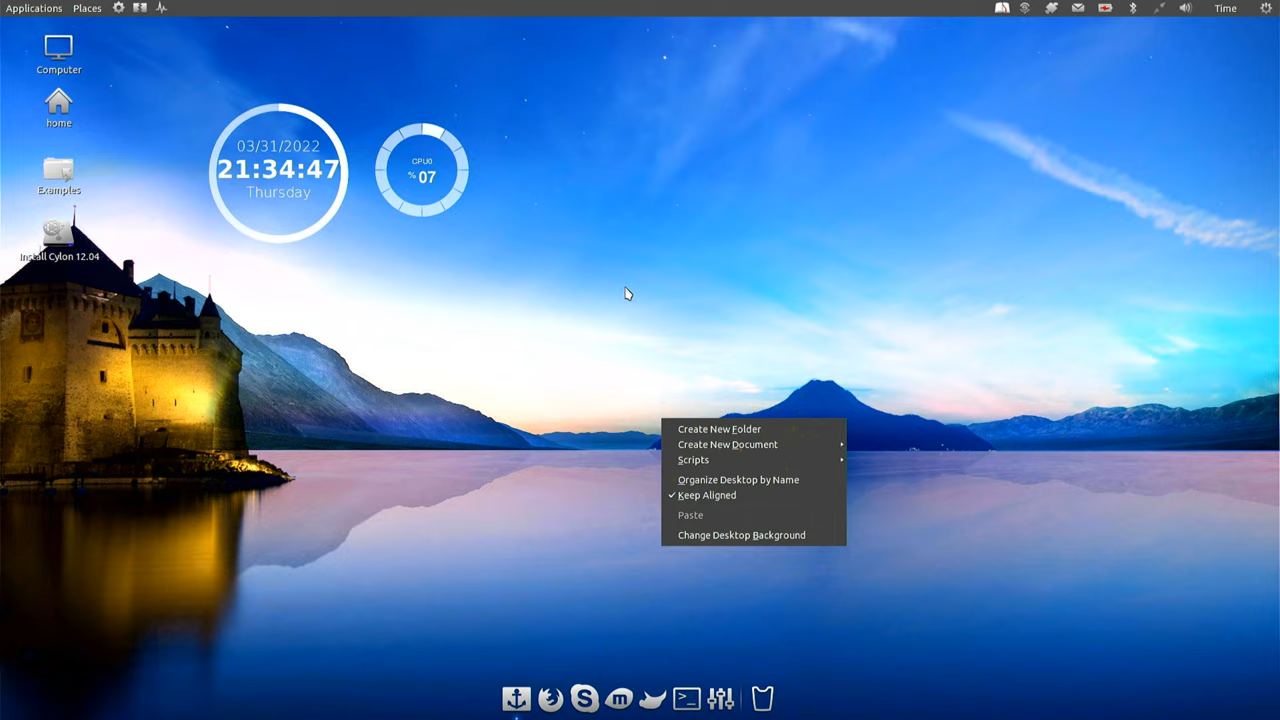 Applications Places
Time
Computer
home
Examples
Install Cylon 12.04
03/31/2022
21:34:47
Thursday
CPU0
% 07
Create New Folder
Create New Document
Scripts
Organize Desktop by Name
Keep Aligned
Paste
Change Desktop Background